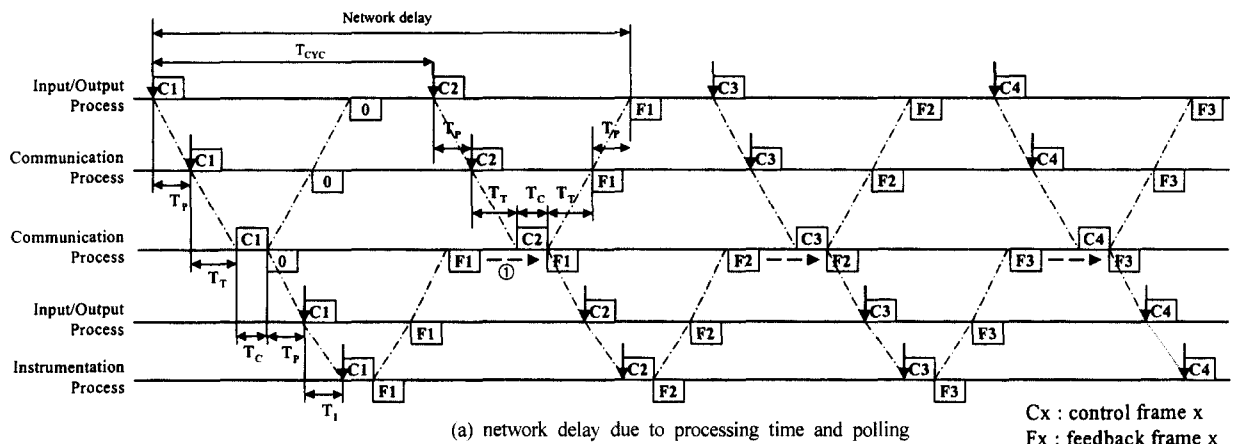 Network delay
T_CYC
Input/Output
Process
C1
C2
C3
C4
0
F1
F2
F3
T_P
T_P
Communication
Process
C1
C2
C3
C4
0
F1
F2
F3
T_P
T_T
T_C
T_T
Communication
Process
C1
C2
C3
C4
0
F1
①
F1
F2
F2
F3
F3
T_T
Input/Output
Process
C1
C2
C3
C4
F1
F2
F3
T_C
T_P
Instrumentation
Process
C1
C2
C3
C4
F1
F2
F3
T_I
(a) network delay due to processing time and polling
Cx : control frame x
Fx : feedback frame x